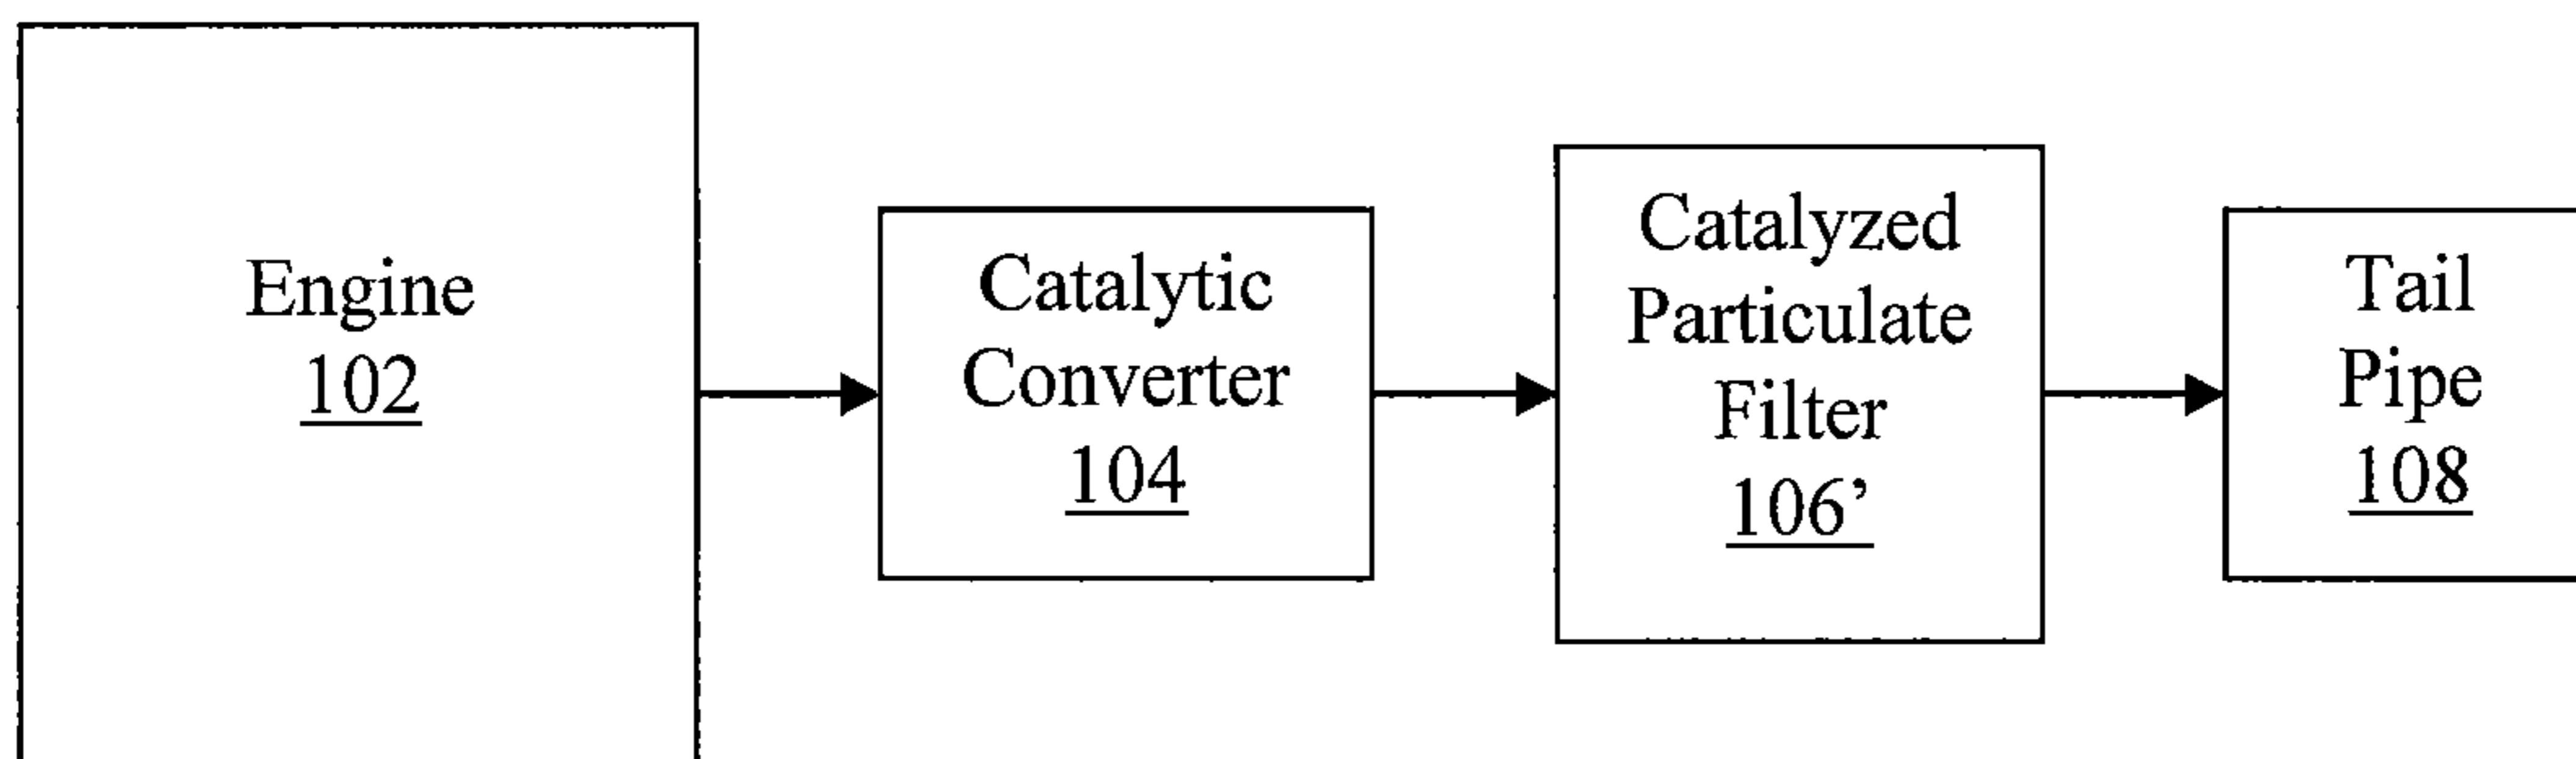 Engine
102
Catalytic
Converter
104
Catalyzed
Particulate
Filter
106’
Tail
Pipe
108